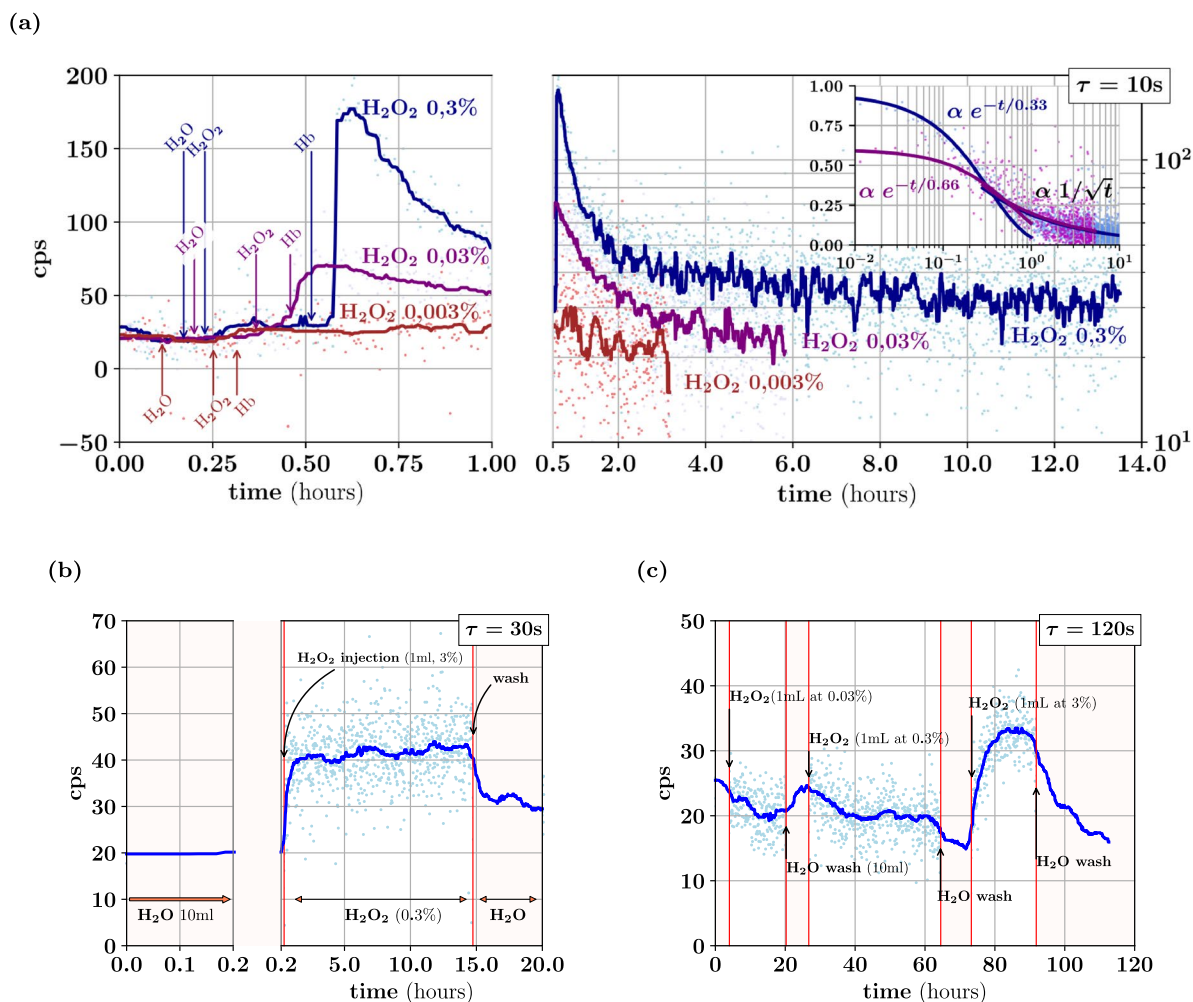 (a)
200
150
100
50
0
−50
cps
H₂O
H₂O₂
Hb
H₂O₂ 0,3%
H₂O
H₂O₂
Hb
H₂O₂ 0,03%
H₂O₂ 0,003%
H₂O
H₂O₂
Hb
0.00 0.25 0.50 0.75 1.00
time (hours)
τ = 10s
1.00
0.75
0.50
0.25
0.00
α e^{−t/0.33}
α e^{−t/0.66}
α 1/√t
10⁻² 10⁻¹ 10⁰ 10¹
10²
10¹
H₂O₂ 0,3%
H₂O₂ 0,03%
H₂O₂ 0,003%
0.5 2.0 4.0 6.0 8.0 10.0 12.0 14.0
time (hours)
(b)
70
60
50
40
30
20
10
0
cps
τ = 30s
H₂O₂ injection (1ml, 3%)
wash
H₂O 10ml
H₂O₂ (0.3%)
H₂O
0.0 0.1 0.2 0.2 5.0 10.0 15.0 20.0
time (hours)
(c)
50
40
30
20
10
0
cps
τ = 120s
H₂O₂(1mL at 0.03%)
H₂O₂ (1mL at 0.3%)
H₂O₂ (1mL at 3%)
H₂O wash (10ml)
H₂O wash
H₂O wash
0 20 40 60 80 100 120
time (hours)